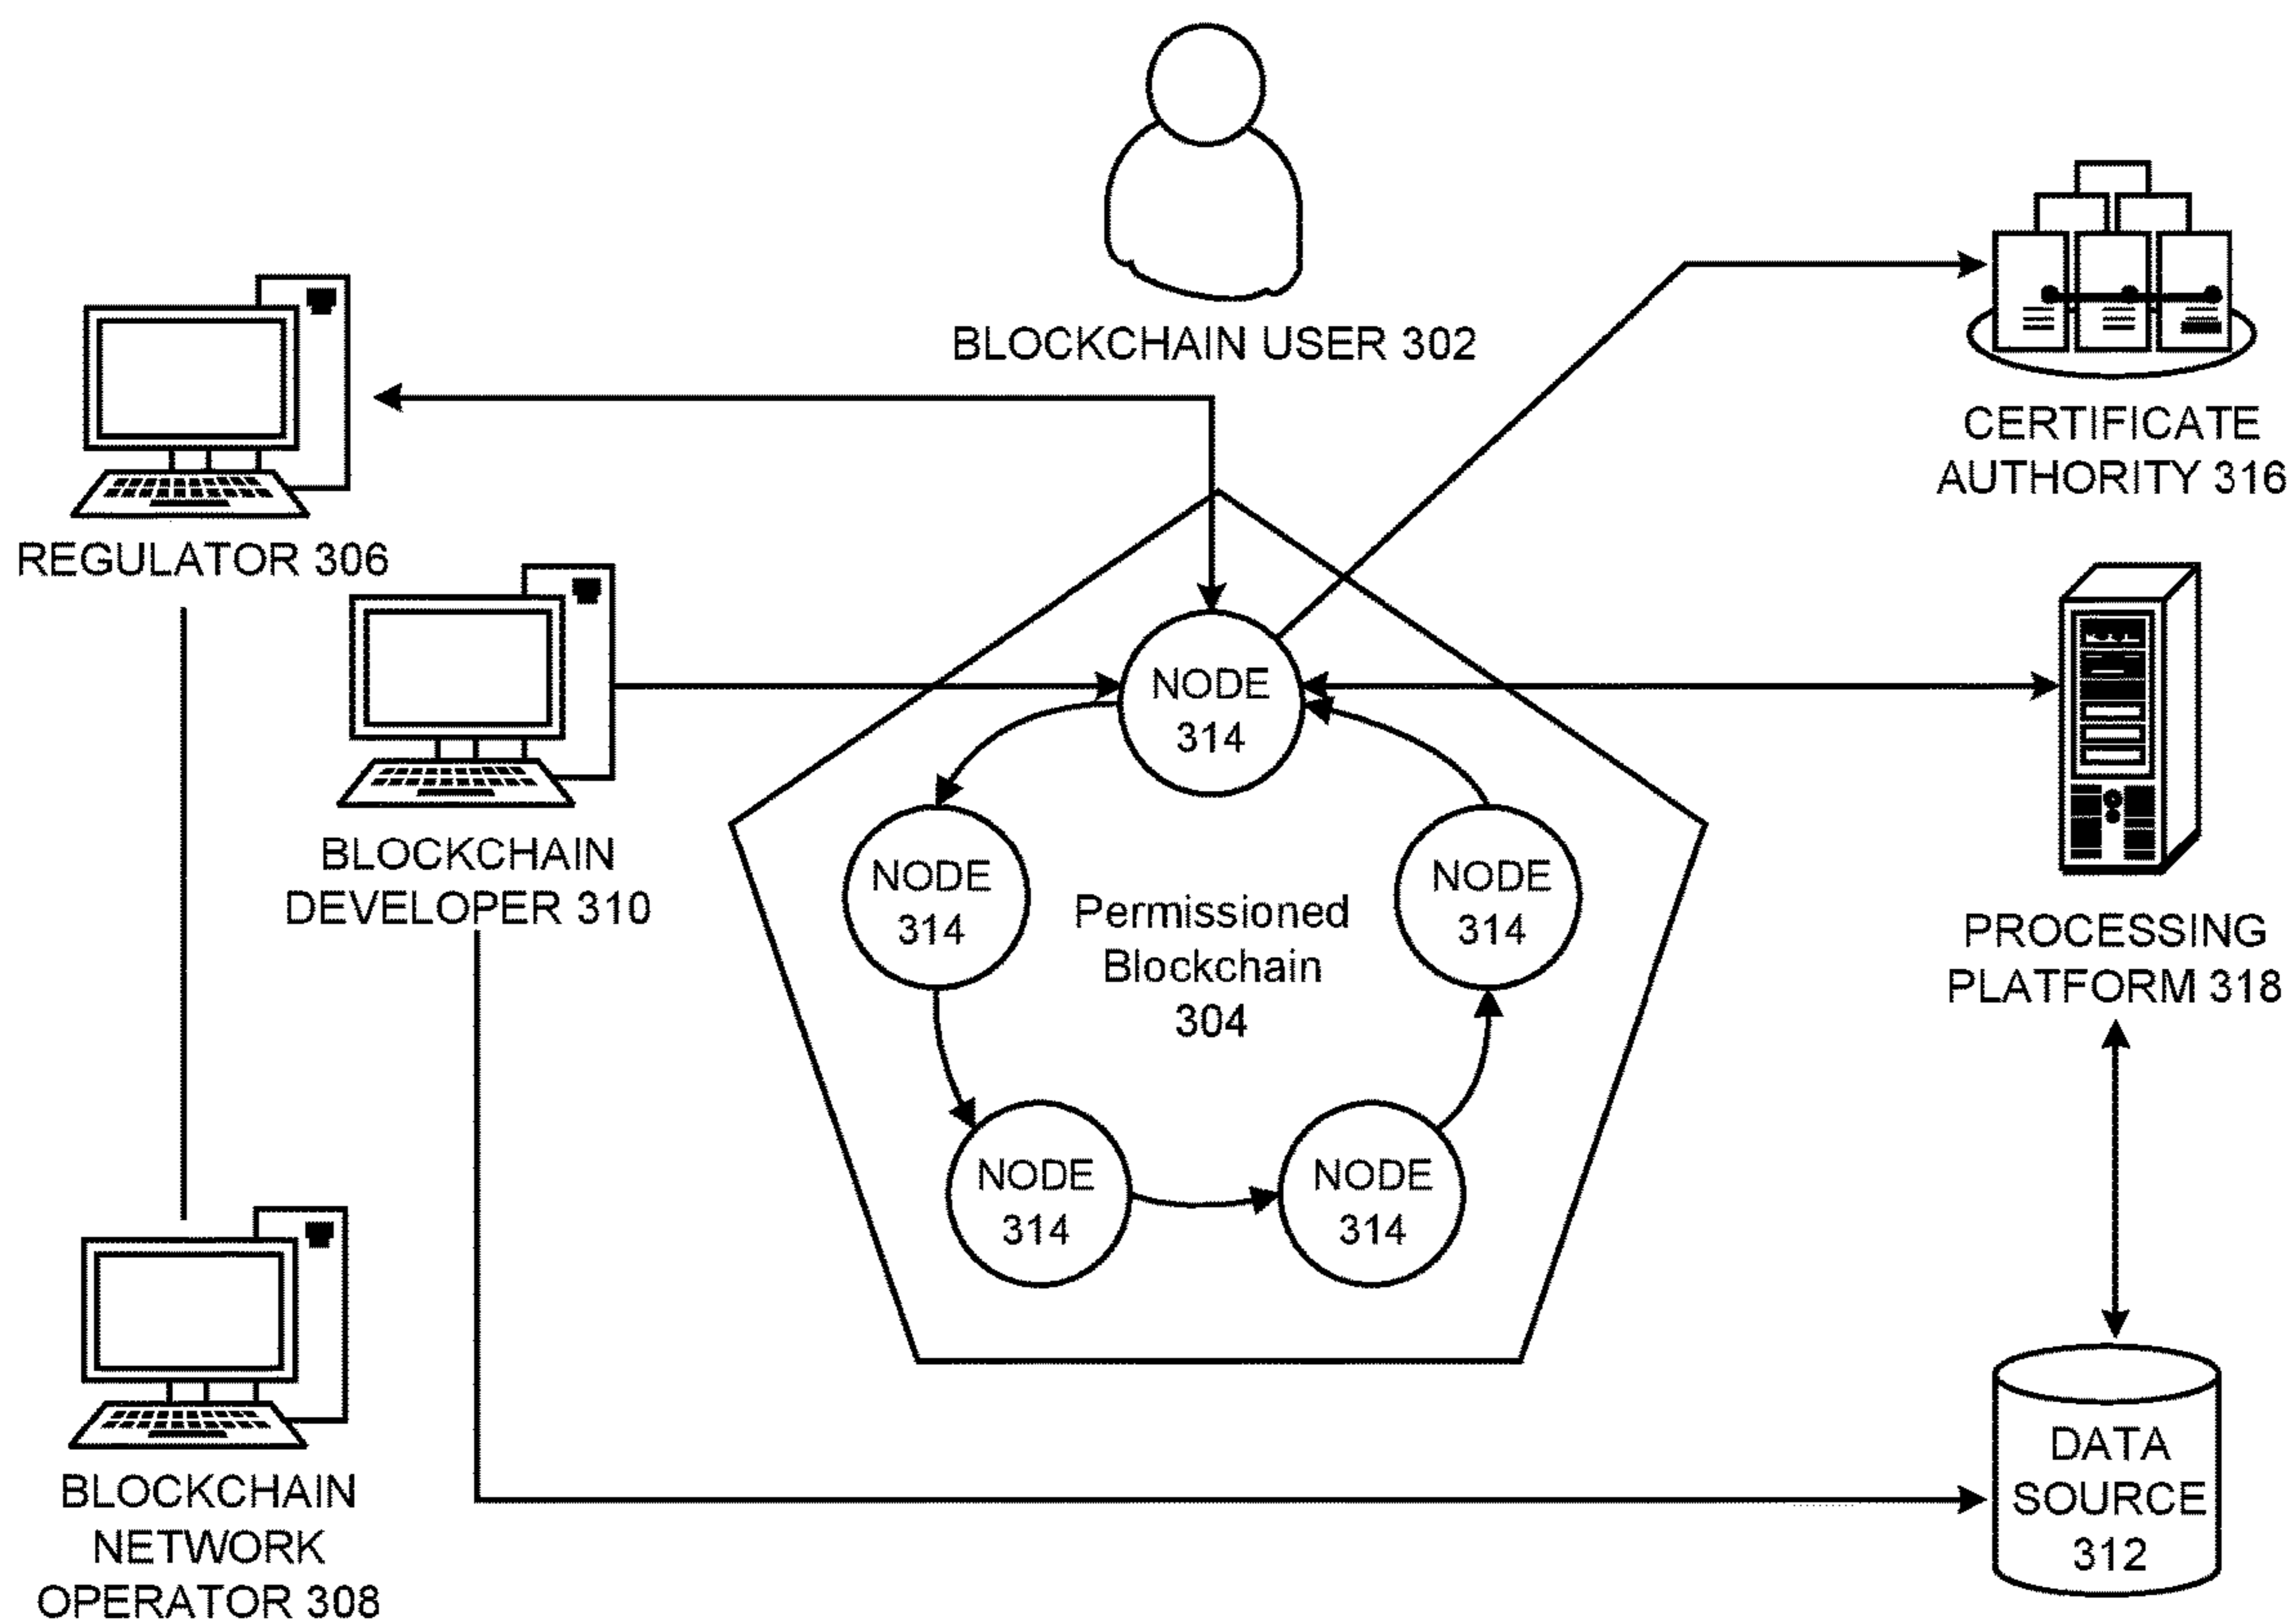 BLOCKCHAIN USER 302
CERTIFICATE
AUTHORITY 316
REGULATOR 306
BLOCKCHAIN
DEVELOPER 310
NODE
314
NODE
314
Permissioned
Blockchain
304
NODE
314
NODE
314
NODE
314
PROCESSING
PLATFORM 318
BLOCKCHAIN
NETWORK
OPERATOR 308
DATA
SOURCE
312